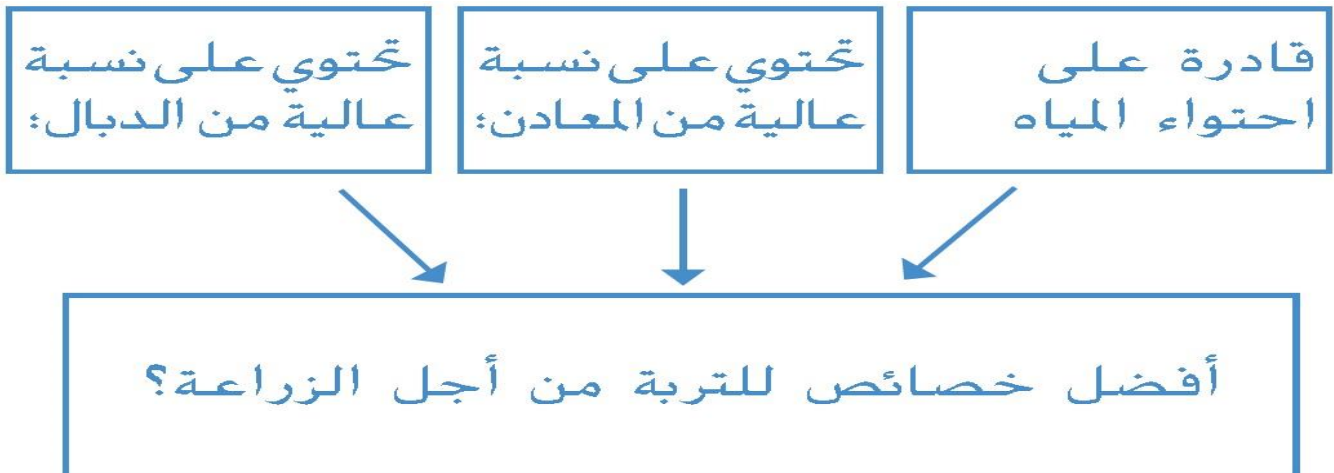 قادرة على
احتواء المياه
تحتوي على نسبة
عالية من المعادن؛
تحتوي على نسبة
عالية من الدبال؛
أفضل خصائص للتربة من أجل الزراعة؟